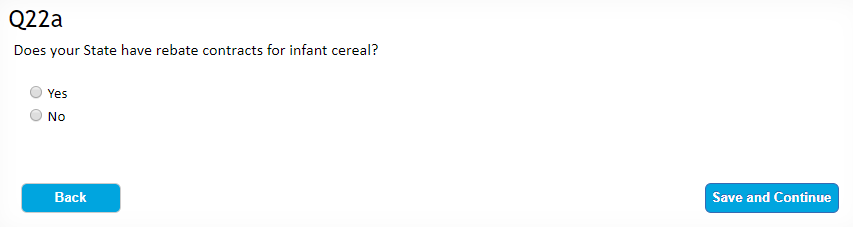 Q22a
Does your State have rebate contracts for infant cereal?
Yes
No
Back
Save and Continue